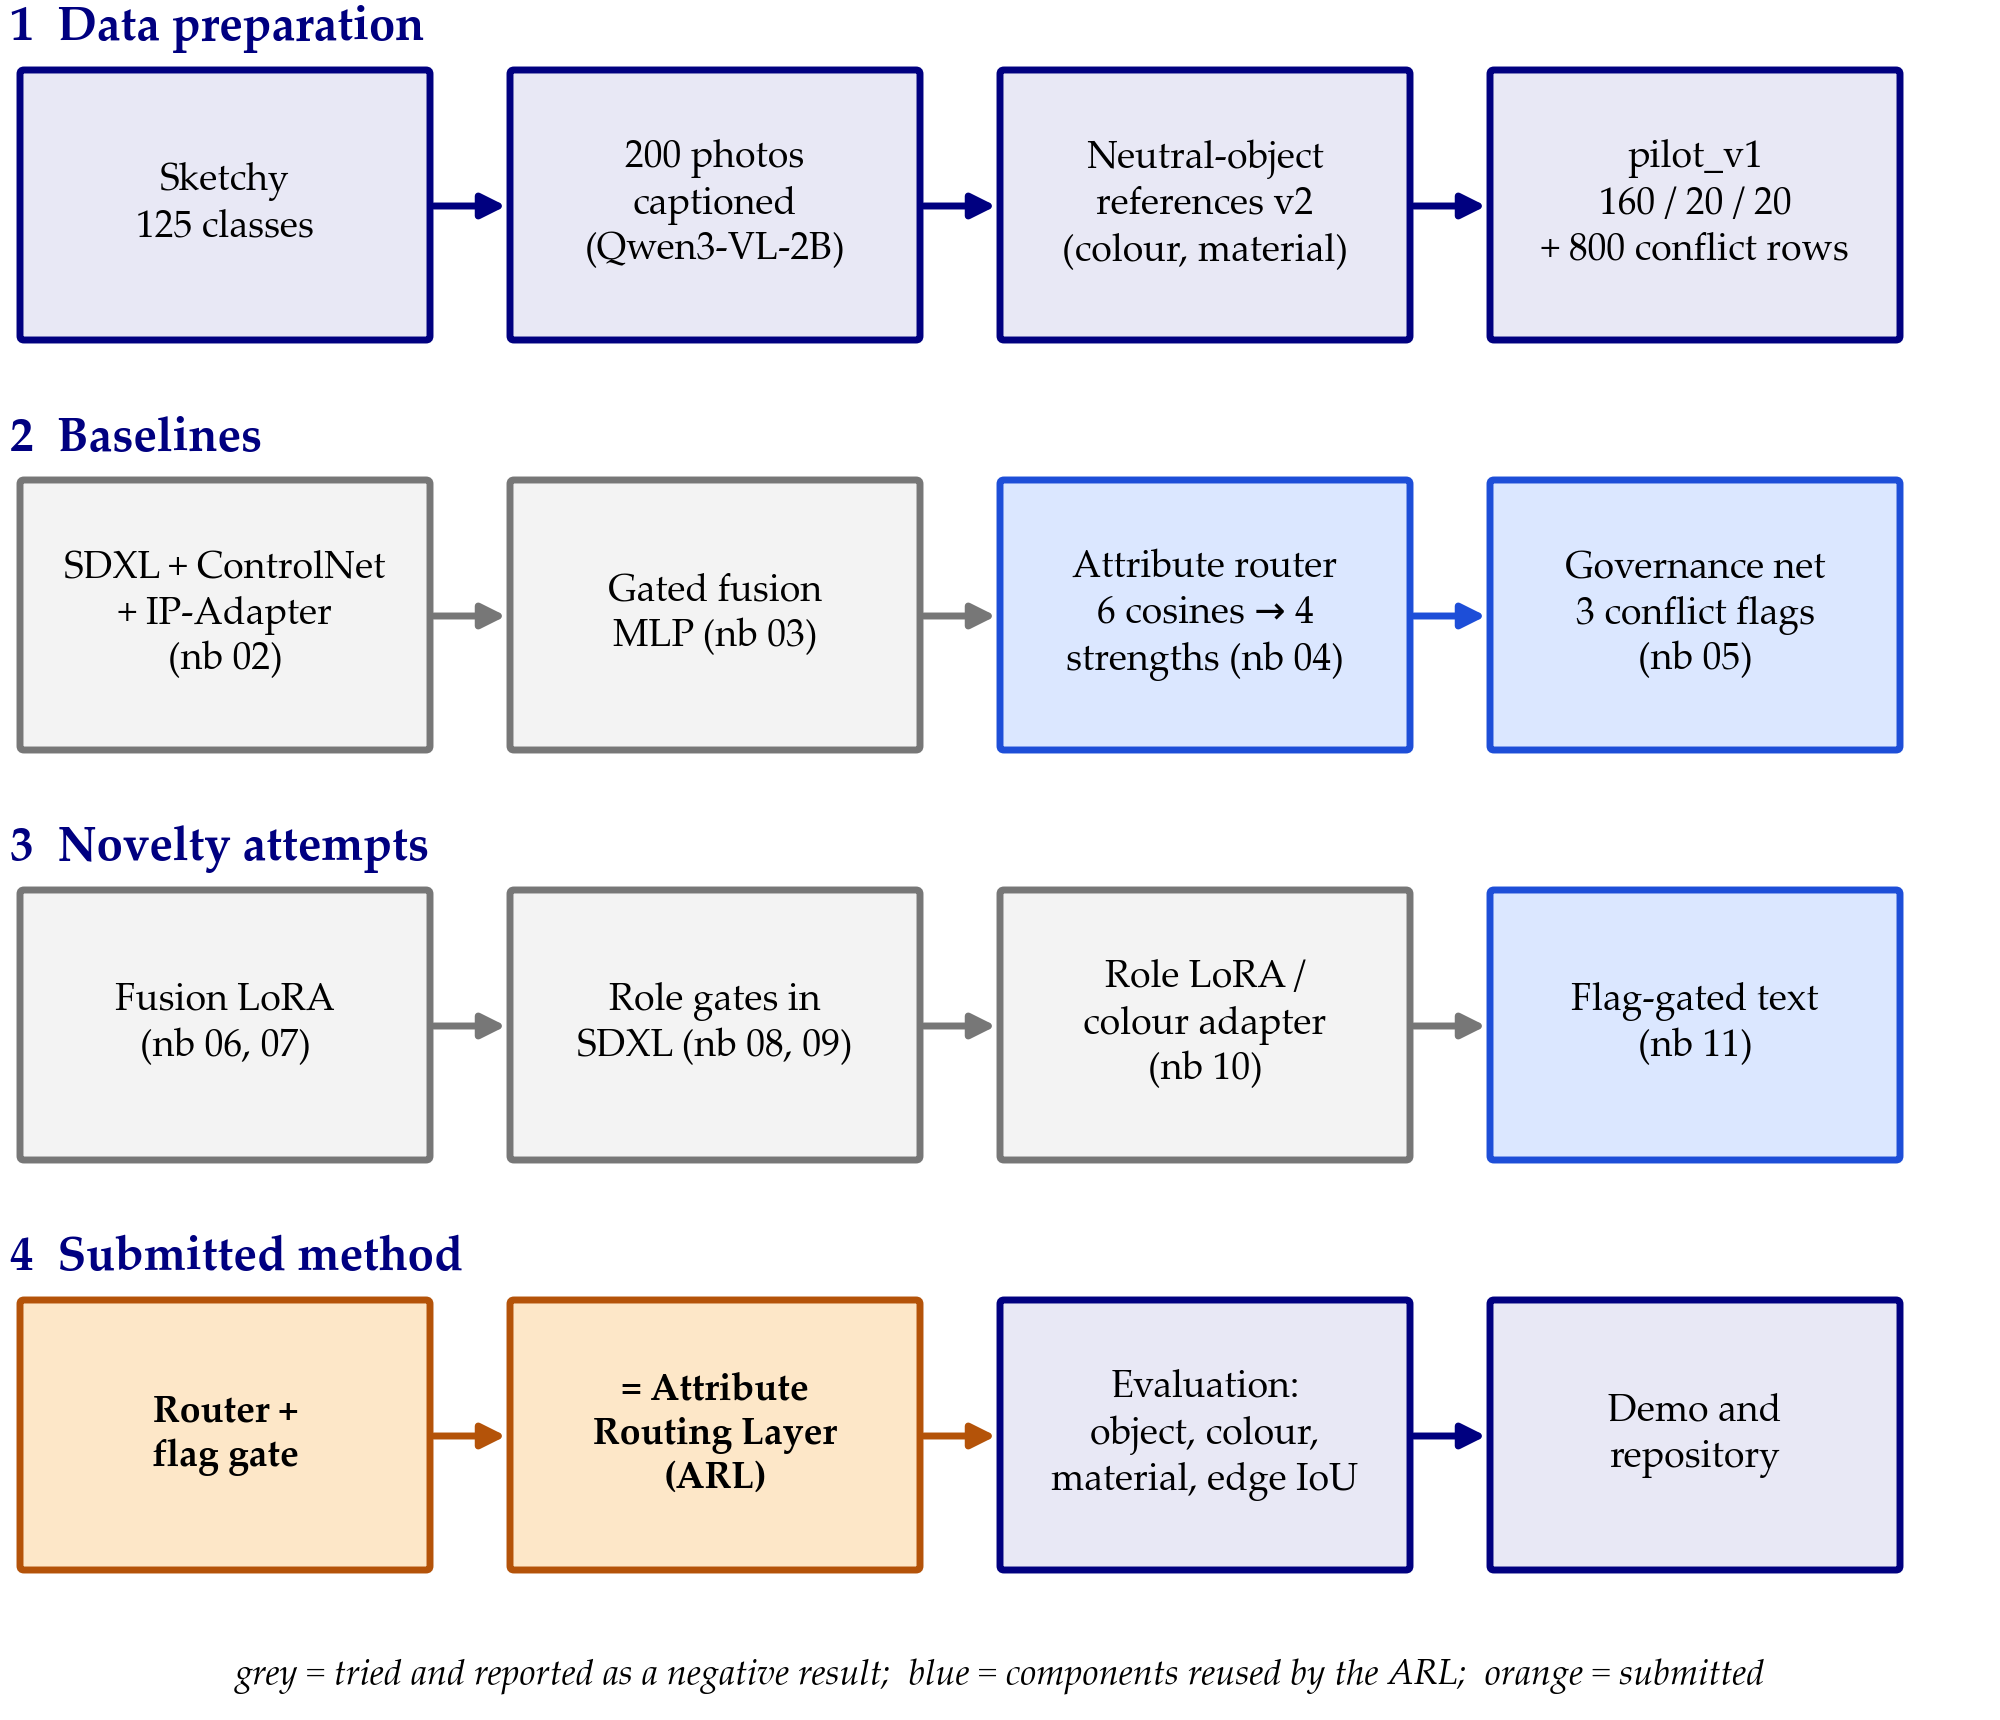 1 Data preparation
Sketchy
125 classes
200 photos
captioned
(Qwen3-VL-2B)
Neutral-object
references v2
(colour, material)
pilot_v1
160 / 20 / 20
+ 800 conflict rows
2 Baselines
SDXL + ControlNet
+ IP-Adapter
(nb 02)
Gated fusion
MLP (nb 03)
Attribute router
6 cosines → 4
strengths (nb 04)
Governance net
3 conflict flags
(nb 05)
3 Novelty attempts
Fusion LoRA
(nb 06, 07)
Role gates in
SDXL (nb 08, 09)
Role LoRA /
colour adapter
(nb 10)
Flag-gated text
(nb 11)
4 Submitted method
Router +
flag gate
= Attribute
Routing Layer
(ARL)
Evaluation:
object, colour,
material, edge IoU
Demo and
repository
grey = tried and reported as a negative result; blue = components reused by the ARL; orange = submitted